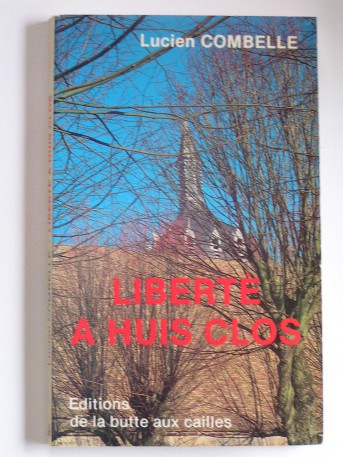 Lucien COMBELLE
LIBERTÉ
A HUIS CLOS
Editions
de la butte aux cailles